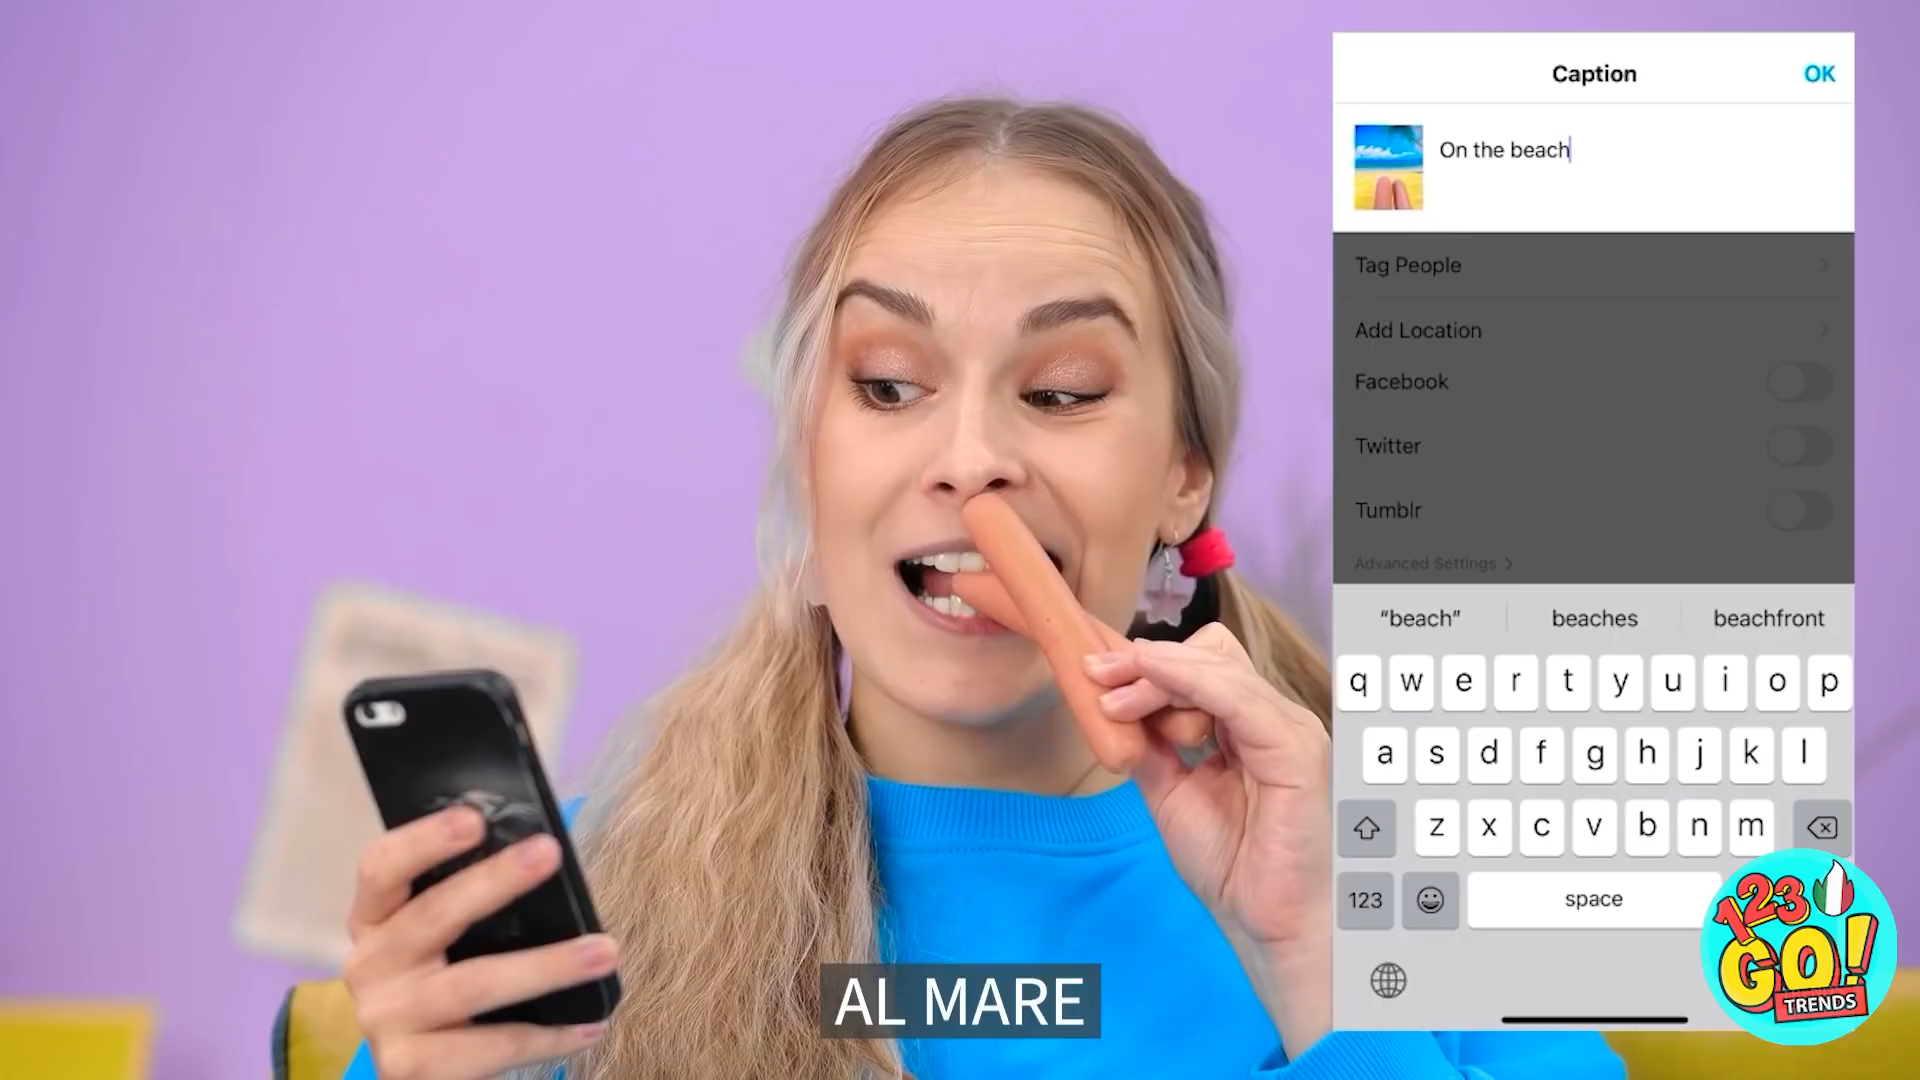 Caption
OK
On the beach
Tag People
Add Location
Facebook
Twitter
Tumblr
Advanced Settings
“beach”
beaches
beachfront
q w e r t y u i o p
a s d f g h j k l
z x c v b n m
123
space
AL MARE
123
GO!
TRENDS